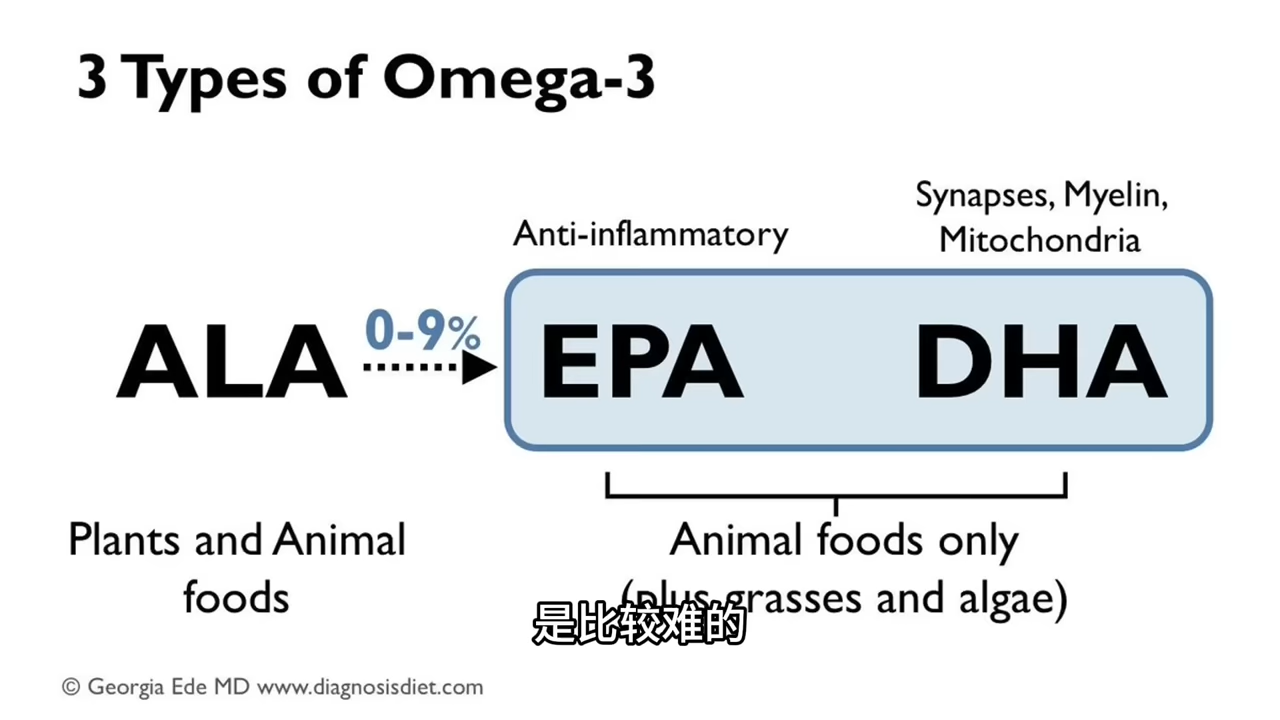 3 Types of Omega-3
Synapses, Myelin,
Anti-inflammatory
Mitochondria
0-9%
ALA
EPA
DHA
Plants and Animal
foods
Animal foods only
(plus grasses and algae)
是比较难的
© Georgia Ede MD www.diagnosisdiet.com